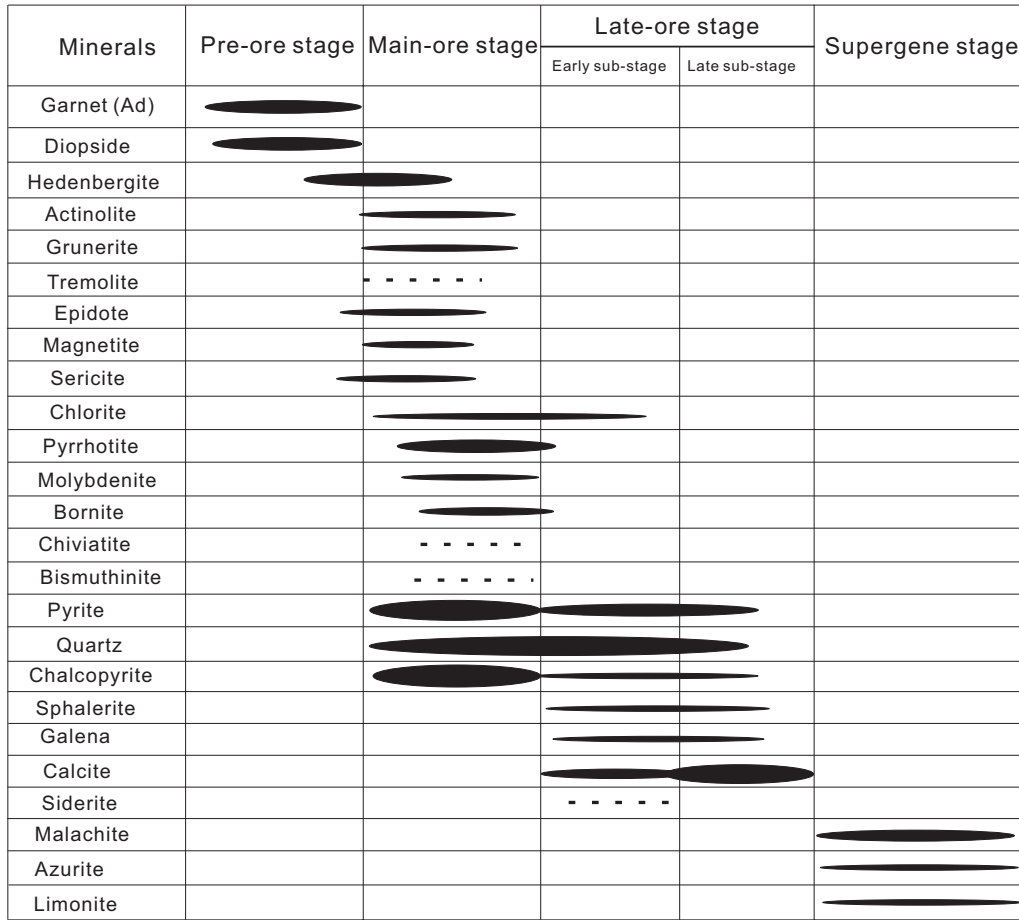 Minerals
Pre-ore stage
Main-ore stage
Late-ore stage
Early sub-stage
Late sub-stage
Supergene stage
Garnet (Ad)
Diopside
Hedenbergite
Actinolite
Grunerite
Tremolite
Epidote
Magnetite
Sericite
Chlorite
Pyrrhotite
Molybdenite
Bornite
Chiviatite
Bismuthinite
Pyrite
Quartz
Chalcopyrite
Sphalerite
Galena
Calcite
Siderite
Malachite
Azurite
Limonite